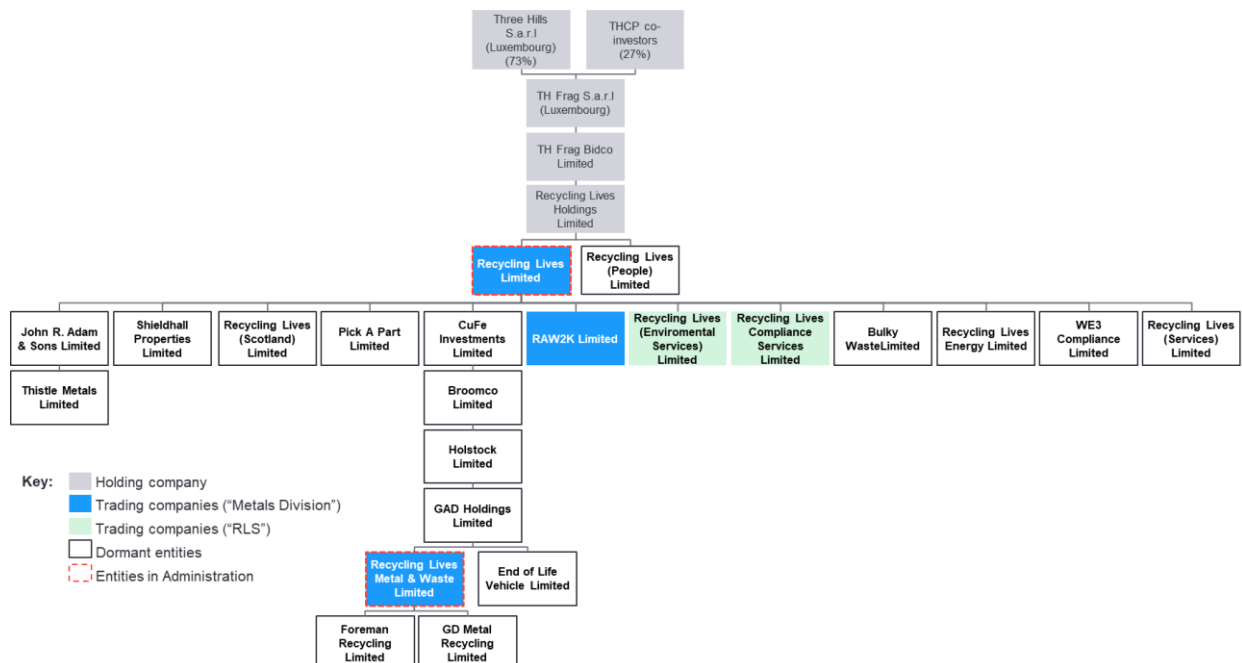 Three Hills
S.a.r.l
(Luxembourg)
(73%)
THCP co-
investors
(27%)
TH Frag S.a.r.l
(Luxembourg)
TH Frag Bidco
Limited
Recycling Lives
Holdings
Limited
Recycling Lives
Limited
Recycling Lives
(People)
Limited
John R. Adam
& Sons Limited
Shieldhall
Properties
Limited
Recycling Lives
(Scotland)
Limited
Pick A Part
Limited
CuFe
Investments
Limited
RAW2K Limited
Recycling Lives
(Enviromental
Services)
Limited
Recycling Lives
Compliance
Services
Limited
Bulky
WasteLimited
Recycling Lives
Energy Limited
WE3
Compliance
Limited
Recycling Lives
(Services)
Limited
Thistle Metals
Limited
Broomco
Limited
Holstock
Limited
GAD Holdings
Limited
Recycling Lives
Metal & Waste
Limited
End of Life
Vehicle Limited
Foreman
Recycling
Limited
GD Metal
Recycling
Limited
Key:
Holding company
Trading companies (“Metals Division”)
Trading companies (“RLS”)
Dormant entities
Entities in Administration